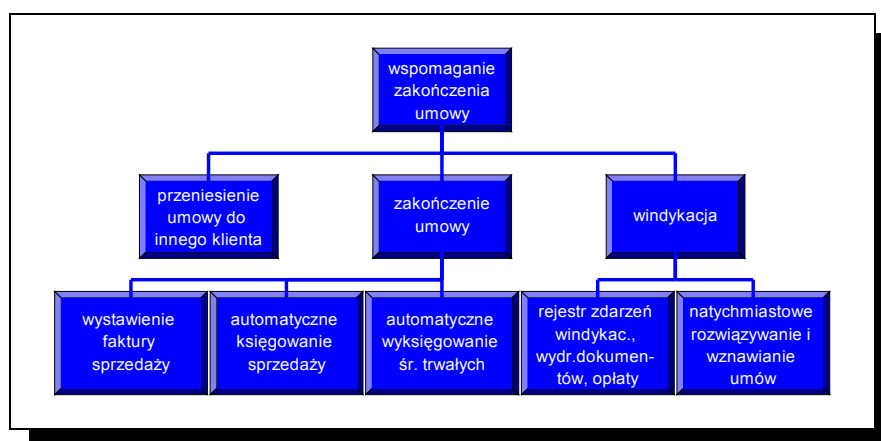 wspomaganie
zakończenia
umowy
przeniesienie
umowy do
innego klienta
zakończenie
umowy
windykacja
wystawienie
faktury
sprzedaży
automatyczne
księgowanie
sprzedaży
automatyczne
wyksięgowanie
śr. trwałych
rejestr zdarzeń
windykac.,
wydr.dokumen-
tów, opłaty
natychmiastowe
rozwiązywanie i
wznawianie
umów